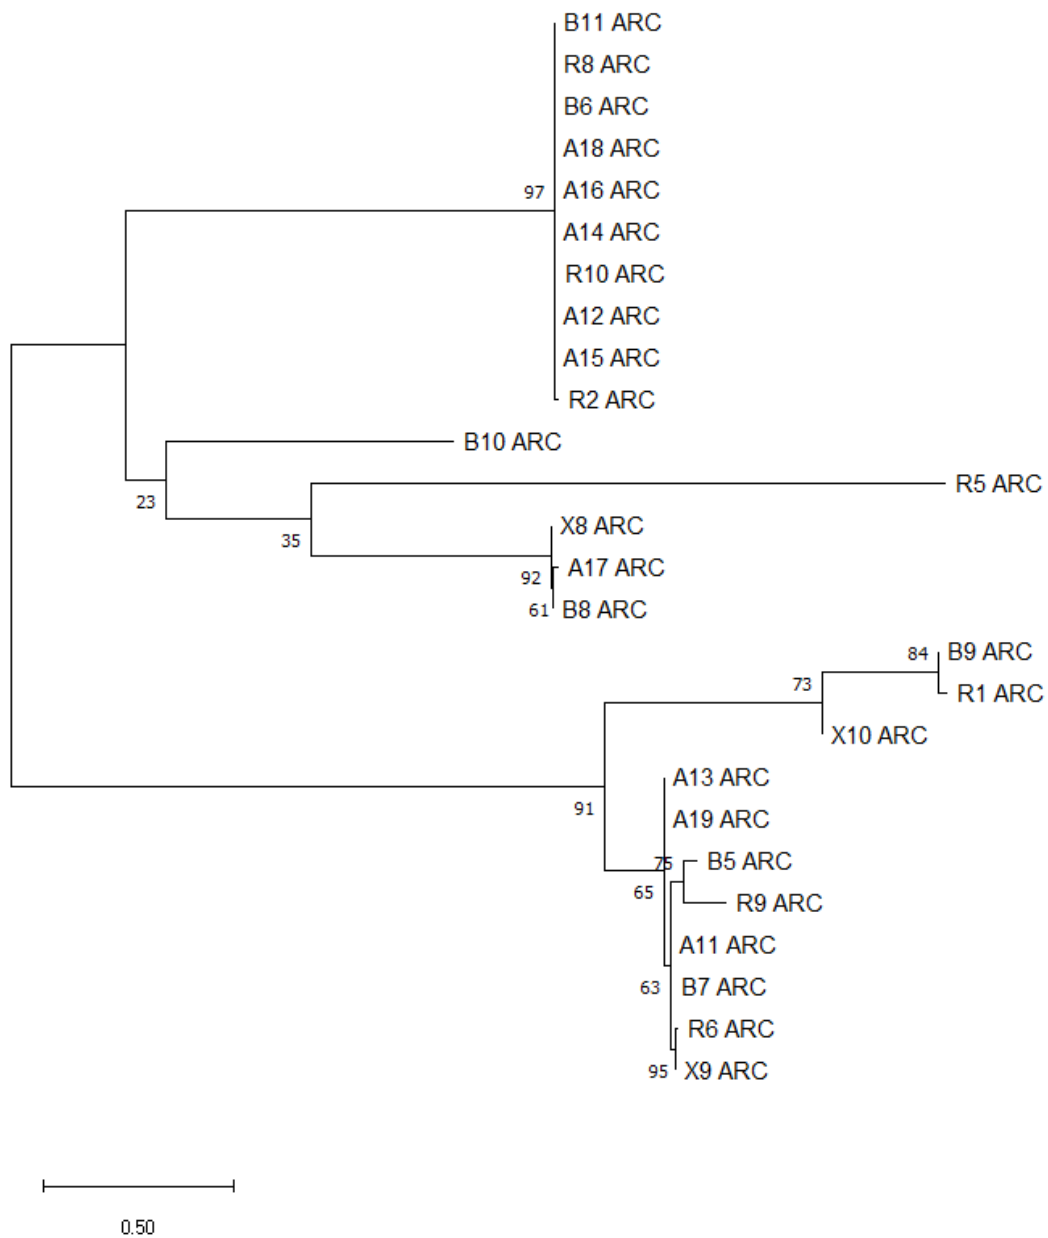 B11 ARC
R8 ARC
B6 ARC
A18 ARC
97
A16 ARC
A14 ARC
R10 ARC
A12 ARC
A15 ARC
R2 ARC
B10 ARC
R5 ARC
23
X8 ARC
35
A17 ARC
92
61
B8 ARC
84
B9 ARC
73
R1 ARC
X10 ARC
A13 ARC
91
A19 ARC
75
B5 ARC
65
R9 ARC
A11 ARC
63
B7 ARC
R6 ARC
95
X9 ARC
0.50